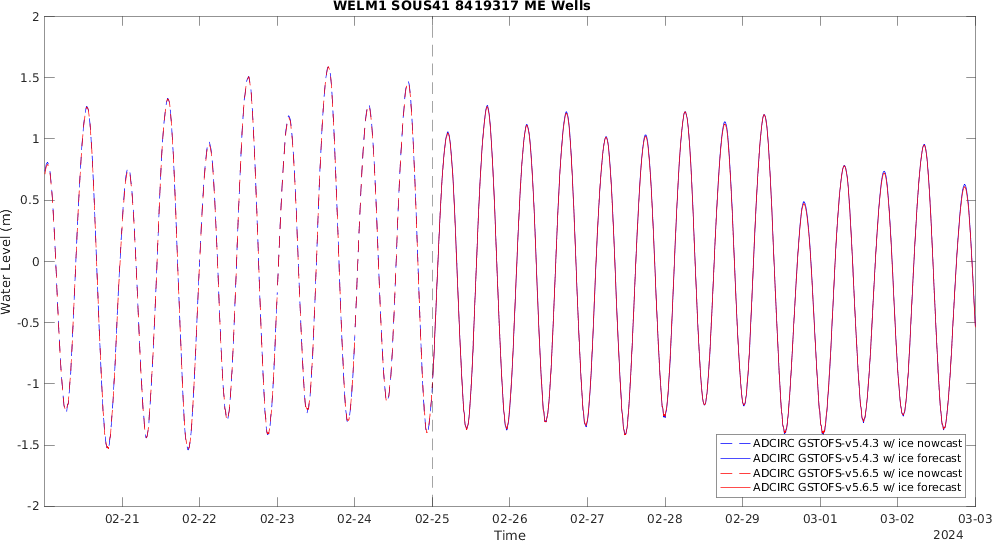 WELM1 SOUS41 8419317 ME Wells
2
1.5
1
0.5
0
-0.5
-1
-1.5
-2
Water Level (m)
02-21 02-22 02-23 02-24 02-25 02-26 02-27 02-28 02-29 03-01 03-02 03-03
Time
2024
ADCIRC GSTOFS-v5.4.3 w/ ice nowcast
ADCIRC GSTOFS-v5.4.3 w/ ice forecast
ADCIRC GSTOFS-v5.6.5 w/ ice nowcast
ADCIRC GSTOFS-v5.6.5 w/ ice forecast